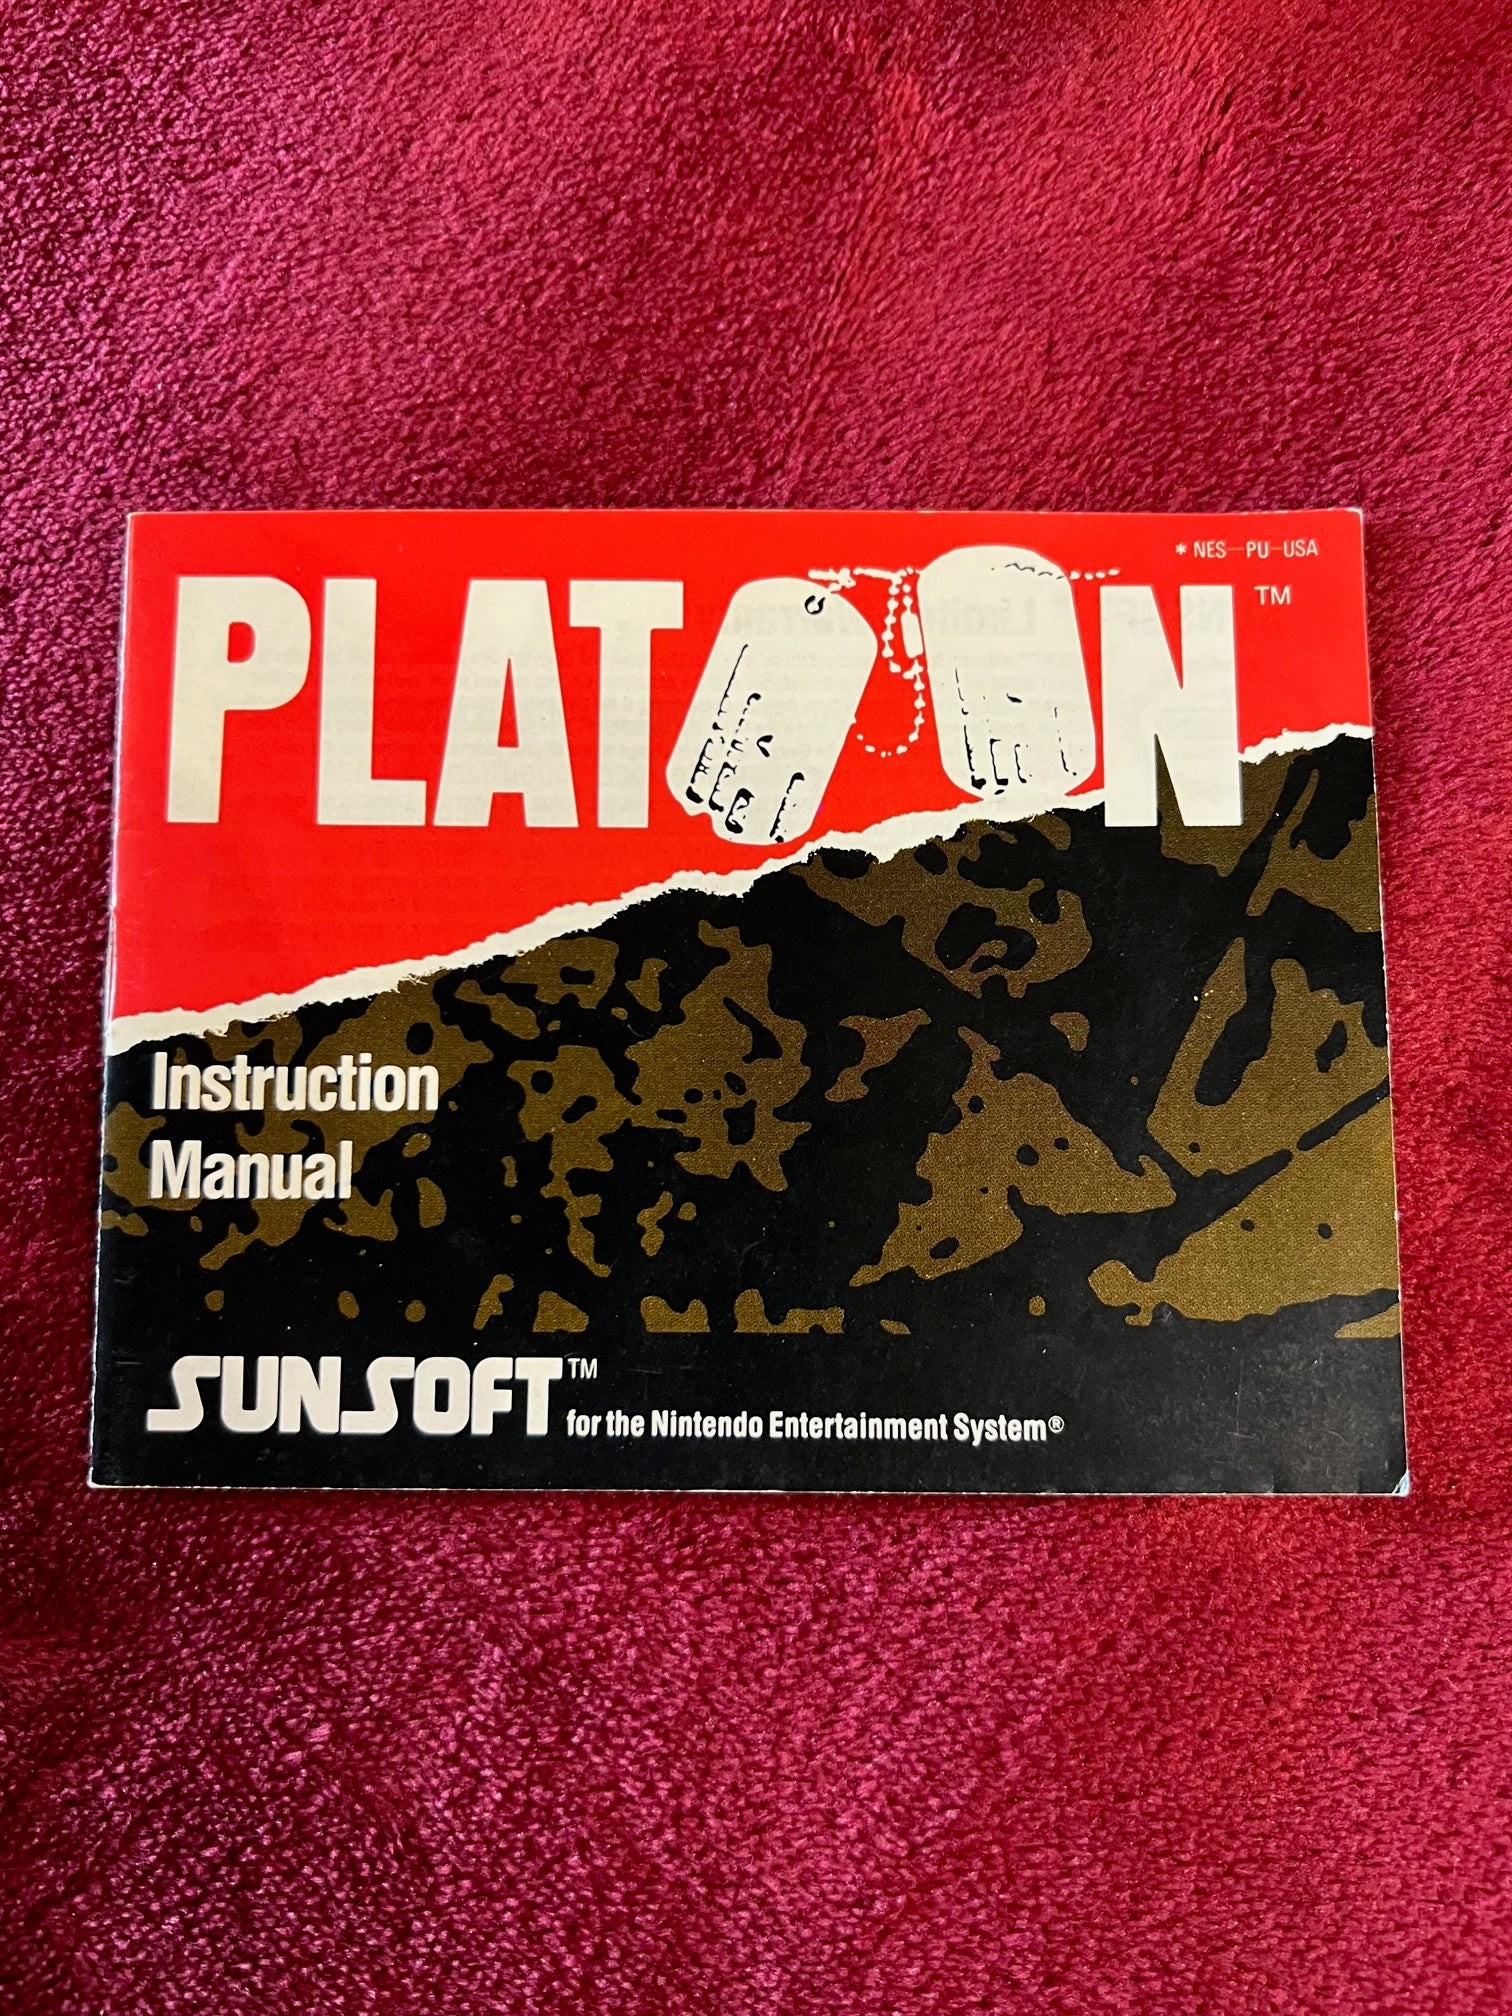 * NES-PU-USA
PLATOON™
Instruction
Manual
SUNSOFT™
for the Nintendo Entertainment System®